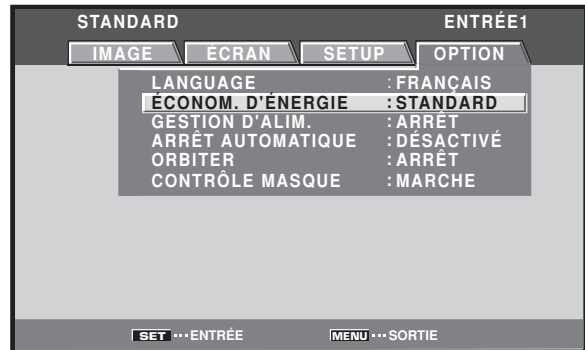 STANDARD ENTRÉE1
IMAGE ÉCRAN SETUP OPTION
LANGUAGE :FRANÇAIS
ÉCONOM. D'ÉNERGIE :STANDARD
GESTION D'ALIM. :ARRÊT
ARRÊT AUTOMATIQUE :DÉSACTIVÉ
ORBITER :ARRÊT
CONTRÔLE MASQUE :MARCHE
SET ···ENTRÉE MENU ···SORTIE